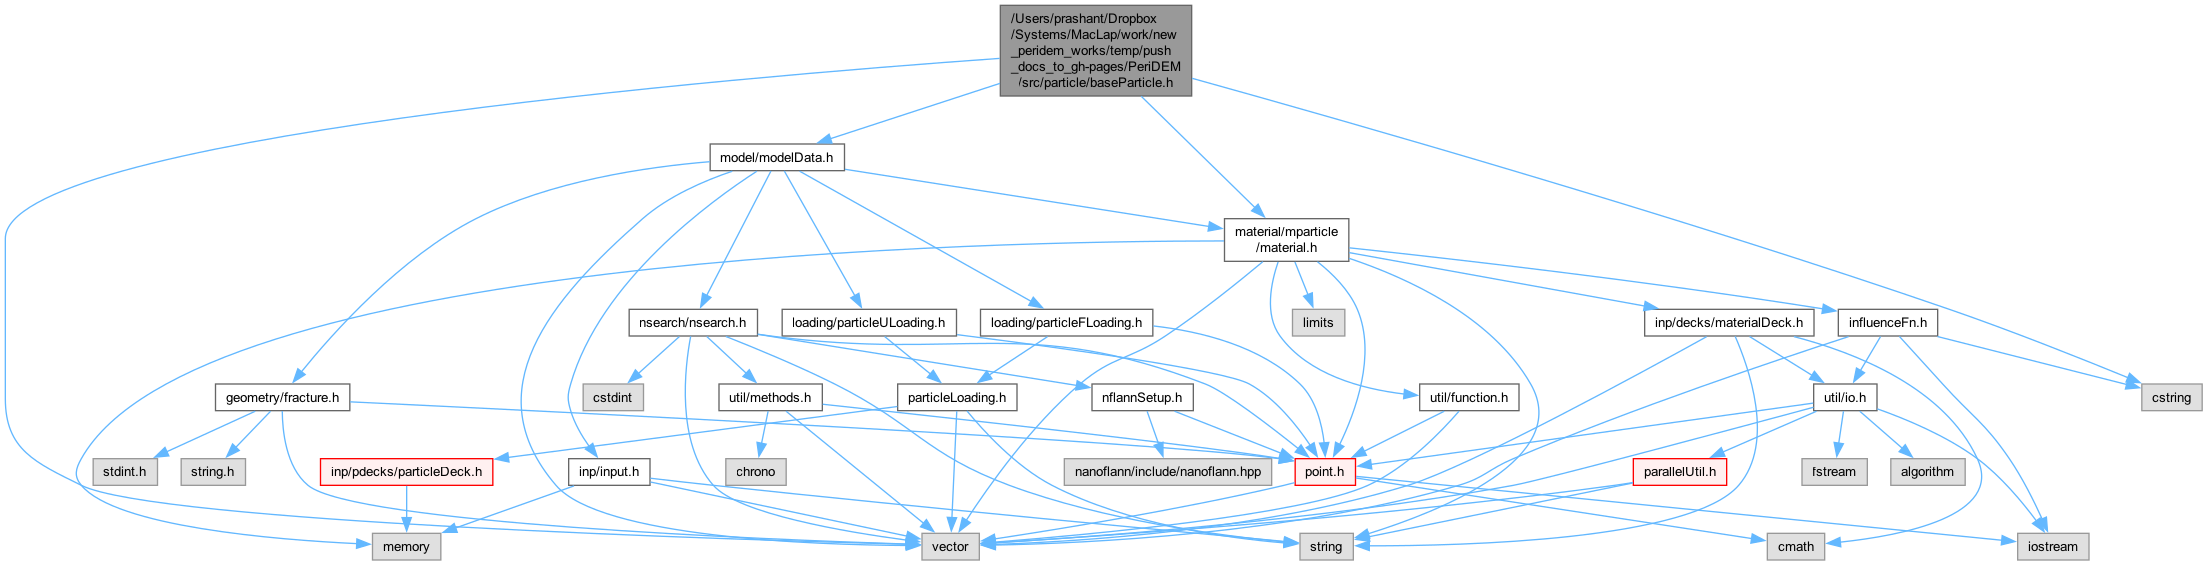 /Users/prashant/Dropbox
/Systems/MacLap/work/new
_peridem_works/temp/push
_docs_to_gh-pages/PeriDEM
/src/particle/baseParticle.h
model/modelData.h
material/mparticle
/material.h
nsearch/nsearch.h
loading/particleULoading.h
loading/particleFLoading.h
limits
inp/decks/materialDeck.h
influenceFn.h
geometry/fracture.h
cstdint
util/methods.h
particleLoading.h
nflannSetup.h
util/function.h
util/io.h
cstring
stdint.h
string.h
inp/pdecks/particleDeck.h
inp/input.h
chrono
nanoflann/include/nanoflann.hpp
point.h
parallelUtil.h
fstream
algorithm
memory
vector
string
cmath
iostream